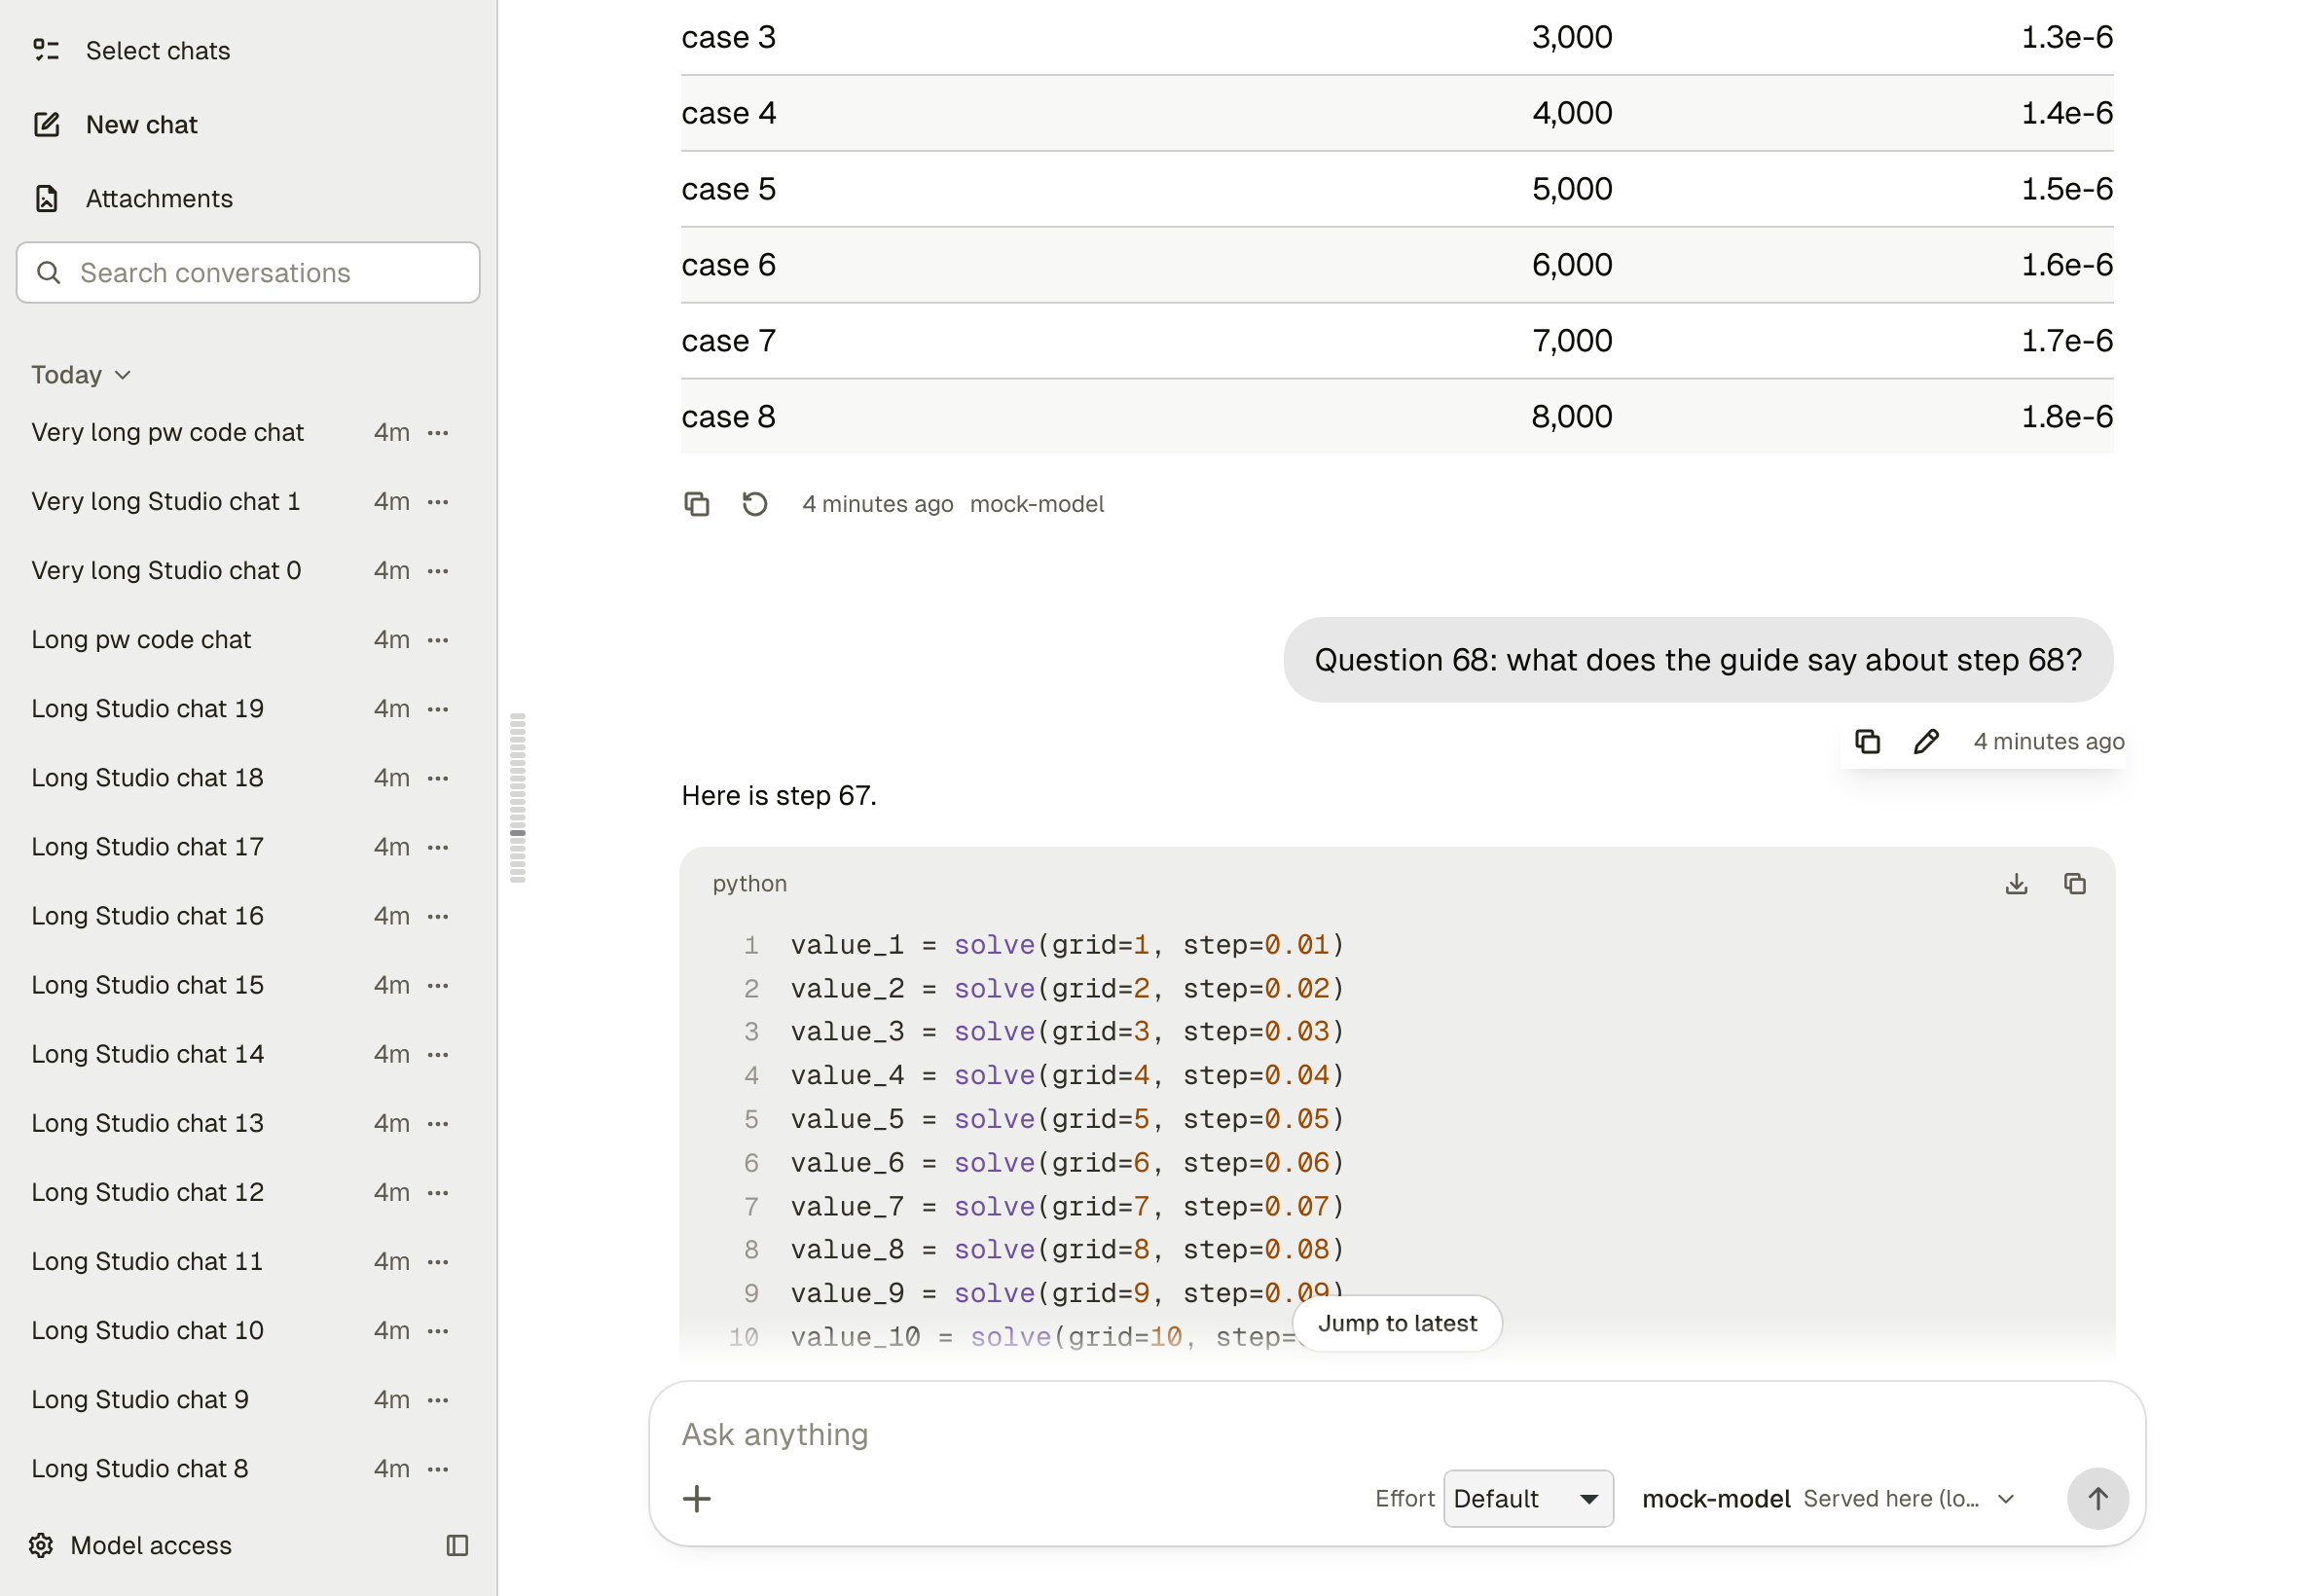 Select chats
New chat
Attachments
Search conversations
Today
Very long pw code chat 4m
Very long Studio chat 1 4m
Very long Studio chat 0 4m
Long pw code chat 4m
Long Studio chat 19 4m
Long Studio chat 18 4m
Long Studio chat 17 4m
Long Studio chat 16 4m
Long Studio chat 15 4m
Long Studio chat 14 4m
Long Studio chat 13 4m
Long Studio chat 12 4m
Long Studio chat 11 4m
Long Studio chat 10 4m
Long Studio chat 9 4m
Long Studio chat 8 4m
Model access
case 3 3,000 1.3e-6
case 4 4,000 1.4e-6
case 5 5,000 1.5e-6
case 6 6,000 1.6e-6
case 7 7,000 1.7e-6
case 8 8,000 1.8e-6
4 minutes ago mock-model
Question 68: what does the guide say about step 68?
4 minutes ago
Here is step 67.
python
1 value_1 = solve(grid=1, step=0.01)
2 value_2 = solve(grid=2, step=0.02)
3 value_3 = solve(grid=3, step=0.03)
4 value_4 = solve(grid=4, step=0.04)
5 value_5 = solve(grid=5, step=0.05)
6 value_6 = solve(grid=6, step=0.06)
7 value_7 = solve(grid=7, step=0.07)
8 value_8 = solve(grid=8, step=0.08)
9 value_9 = solve(grid=9, step=0.09)
10 value_10 = solve(grid=10, step=
Jump to latest
Ask anything
Effort Default mock-model Served here (lo...